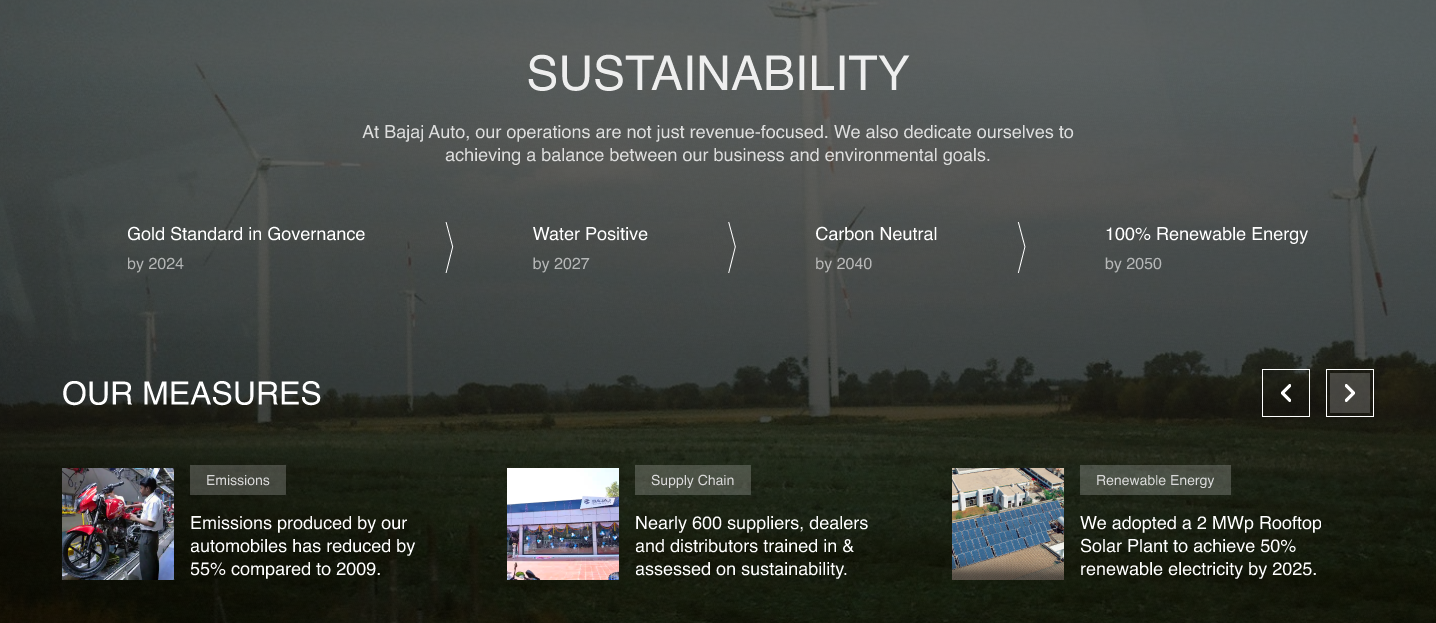 SUSTAINABILITY
At Bajaj Auto, our operations are not just revenue-focused. We also dedicate ourselves to
achieving a balance between our business and environmental goals.
Gold Standard in Governance
by 2024
Water Positive
by 2027
Carbon Neutral
by 2040
100% Renewable Energy
by 2050
OUR MEASURES
Emissions
Emissions produced by our
automobiles has reduced by
55% compared to 2009.
BAJAJ
Supply Chain
Nearly 600 suppliers, dealers
and distributors trained in &
assessed on sustainability.
Renewable Energy
We adopted a 2 MWp Rooftop
Solar Plant to achieve 50%
renewable electricity by 2025.